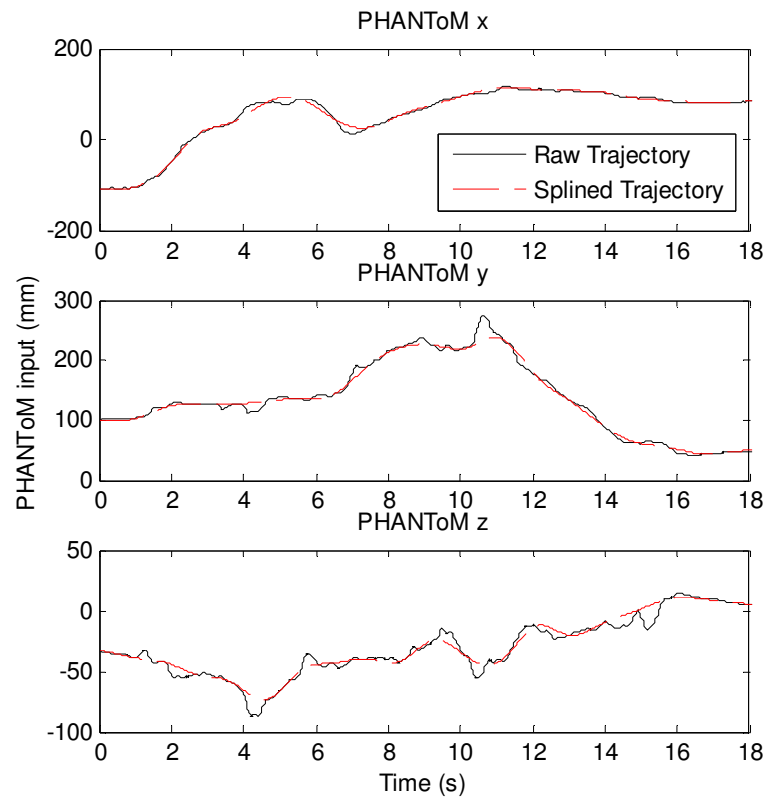 PHANToM x
200
0
-200
Raw Trajectory
Splined Trajectory
0 2 4 6 8 10 12 14 16 18
PHANToM y
300
200
100
0
0 2 4 6 8 10 12 14 16 18
PHANToM input (mm)
PHANToM z
50
0
-50
-100
0 2 4 6 8 10 12 14 16 18
Time (s)